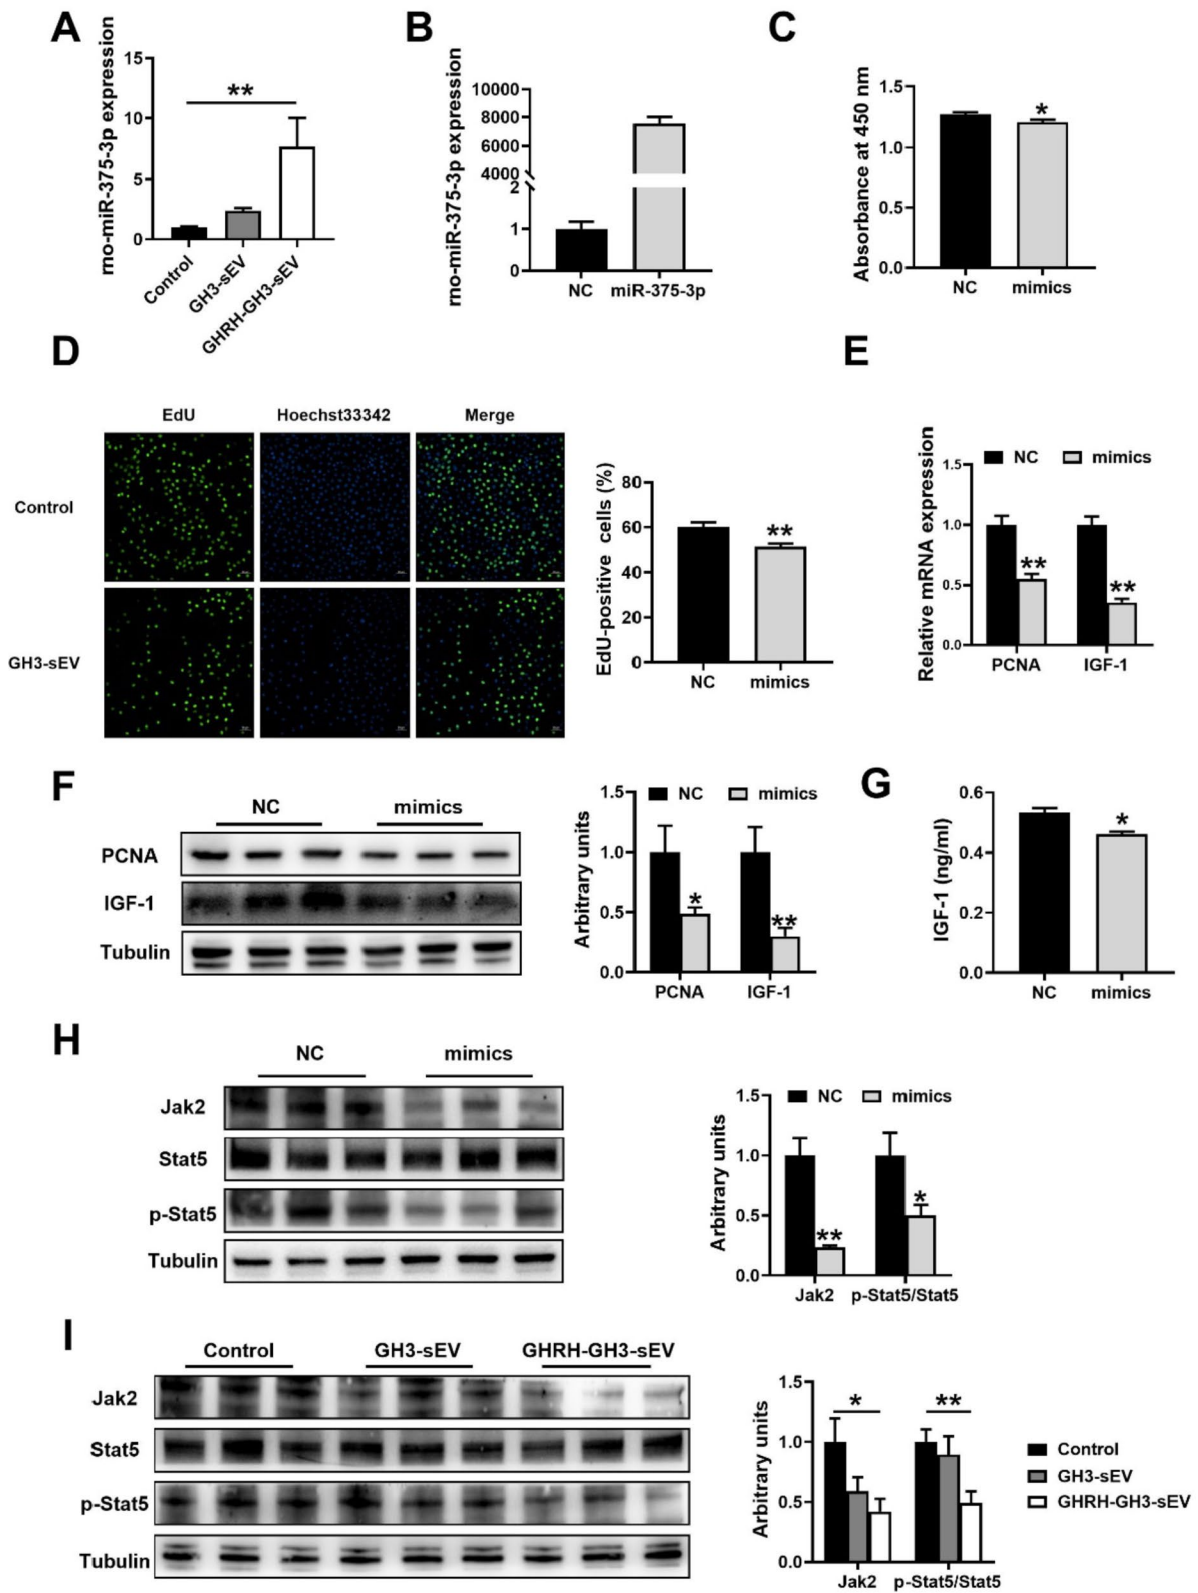 A
rno-miR-375-3p expression
15
10
5
0
**
Control
GH3-sEV
GHRH-GH3-sEV
B
rno-miR-375-3p expression
10000
8000
6000
4000
2
1
0
NC
miR-375-3p
C
Absorbance at 450 nm
1.5
1.0
0.5
0.0
*
NC
mimics
D
EdU
Hoechst33342
Merge
Control
GH3-sEV
EdU-positive cells (%)
80
60
40
20
0
**
NC
mimics
E
Relative mRNA expression
NC
mimics
1.5
1.0
0.5
0.0
**
**
PCNA
IGF-1
F
NC
mimics
PCNA
IGF-1
Tubulin
Arbitrary units
NC
mimics
1.5
1.0
0.5
0.0
*
**
PCNA
IGF-1
G
IGF-1 (ng/ml)
0.6
0.4
0.2
0.0
*
NC
mimics
H
NC
mimics
Jak2
Stat5
p-Stat5
Tubulin
Arbitrary units
NC
mimics
1.5
1.0
0.5
0.0
**
*
Jak2
p-Stat5/Stat5
I
Control
GH3-sEV
GHRH-GH3-sEV
Jak2
Stat5
p-Stat5
Tubulin
Arbitrary units
1.5
1.0
0.5
0.0
*
**
Jak2
p-Stat5/Stat5
Control
GH3-sEV
GHRH-GH3-sEV